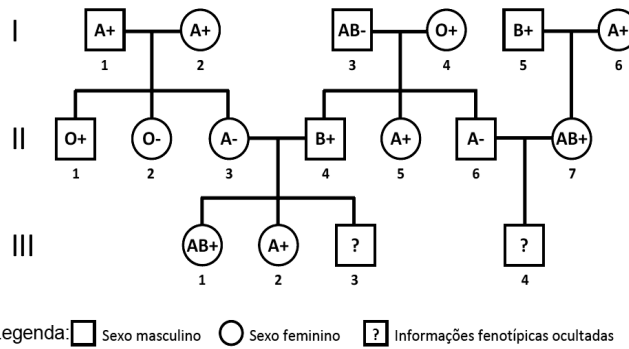 I A+ A+ AB- O+ B+ A+
1 2 3 4 5 6
II O+ O- A- B+ A+ A- AB+
1 2 3 4 5 6 7
III AB+ A+ ? ?
1 2 3 4
egenda: Sexo masculino Sexo feminino ? Informações fenotípicas ocultadas